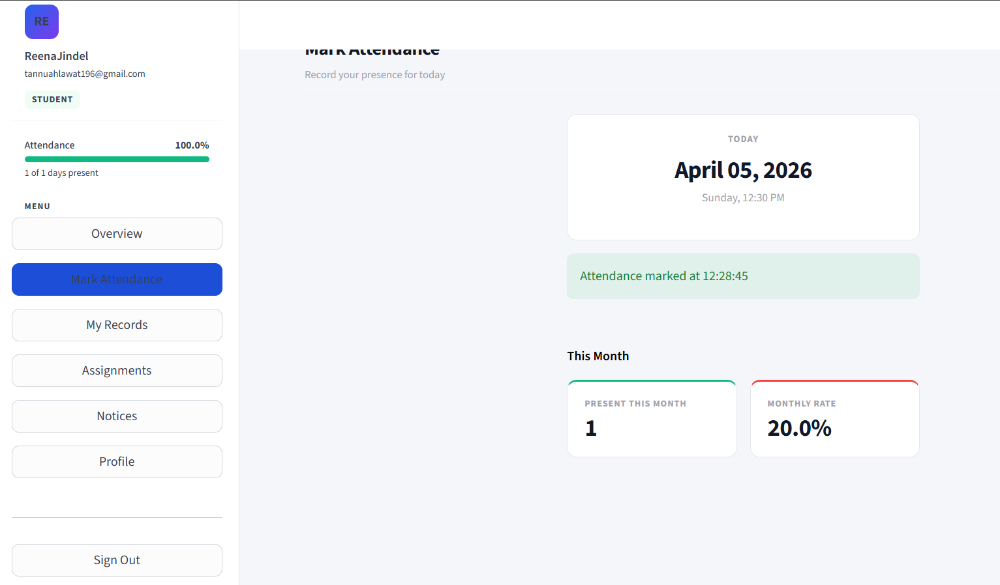 RE
ReenaJindel
tannuahlawat196@gmail.com
STUDENT
Attendance 100.0%
1 of 1 days present
MENU
Overview
Mark Attendance
My Records
Assignments
Notices
Profile
Sign Out
Mark Attendance
Record your presence for today
TODAY
April 05, 2026
Sunday, 12:30 PM
Attendance marked at 12:28:45
This Month
PRESENT THIS MONTH
1
MONTHLY RATE
20.0%